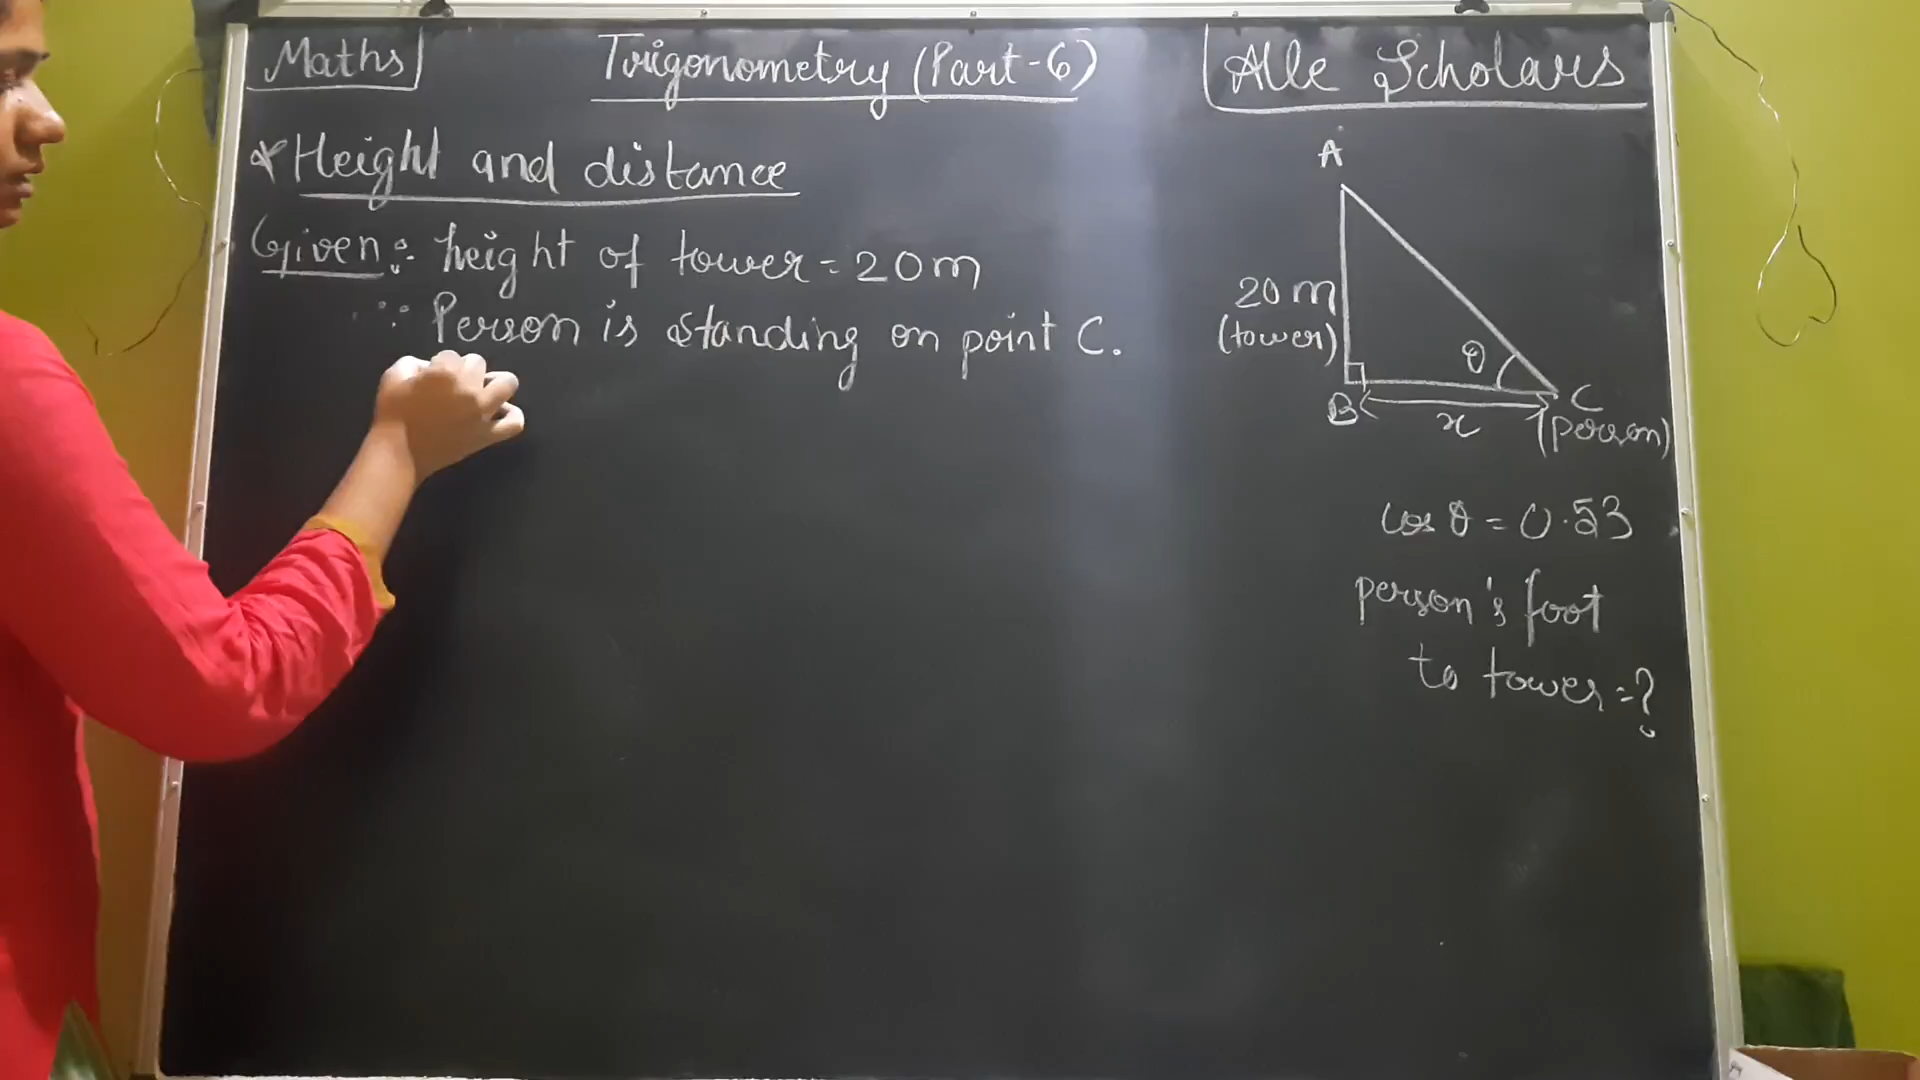 Maths
Trigonometry (Part-6)
Alle Scholars
* Height and distance
Given :- height of tower = 20m
∵ Person is standing on point C.
A
20 m
(tower)
θ
B
x
C
(person)
cos θ = 0.53
person's foot
to tower = ?